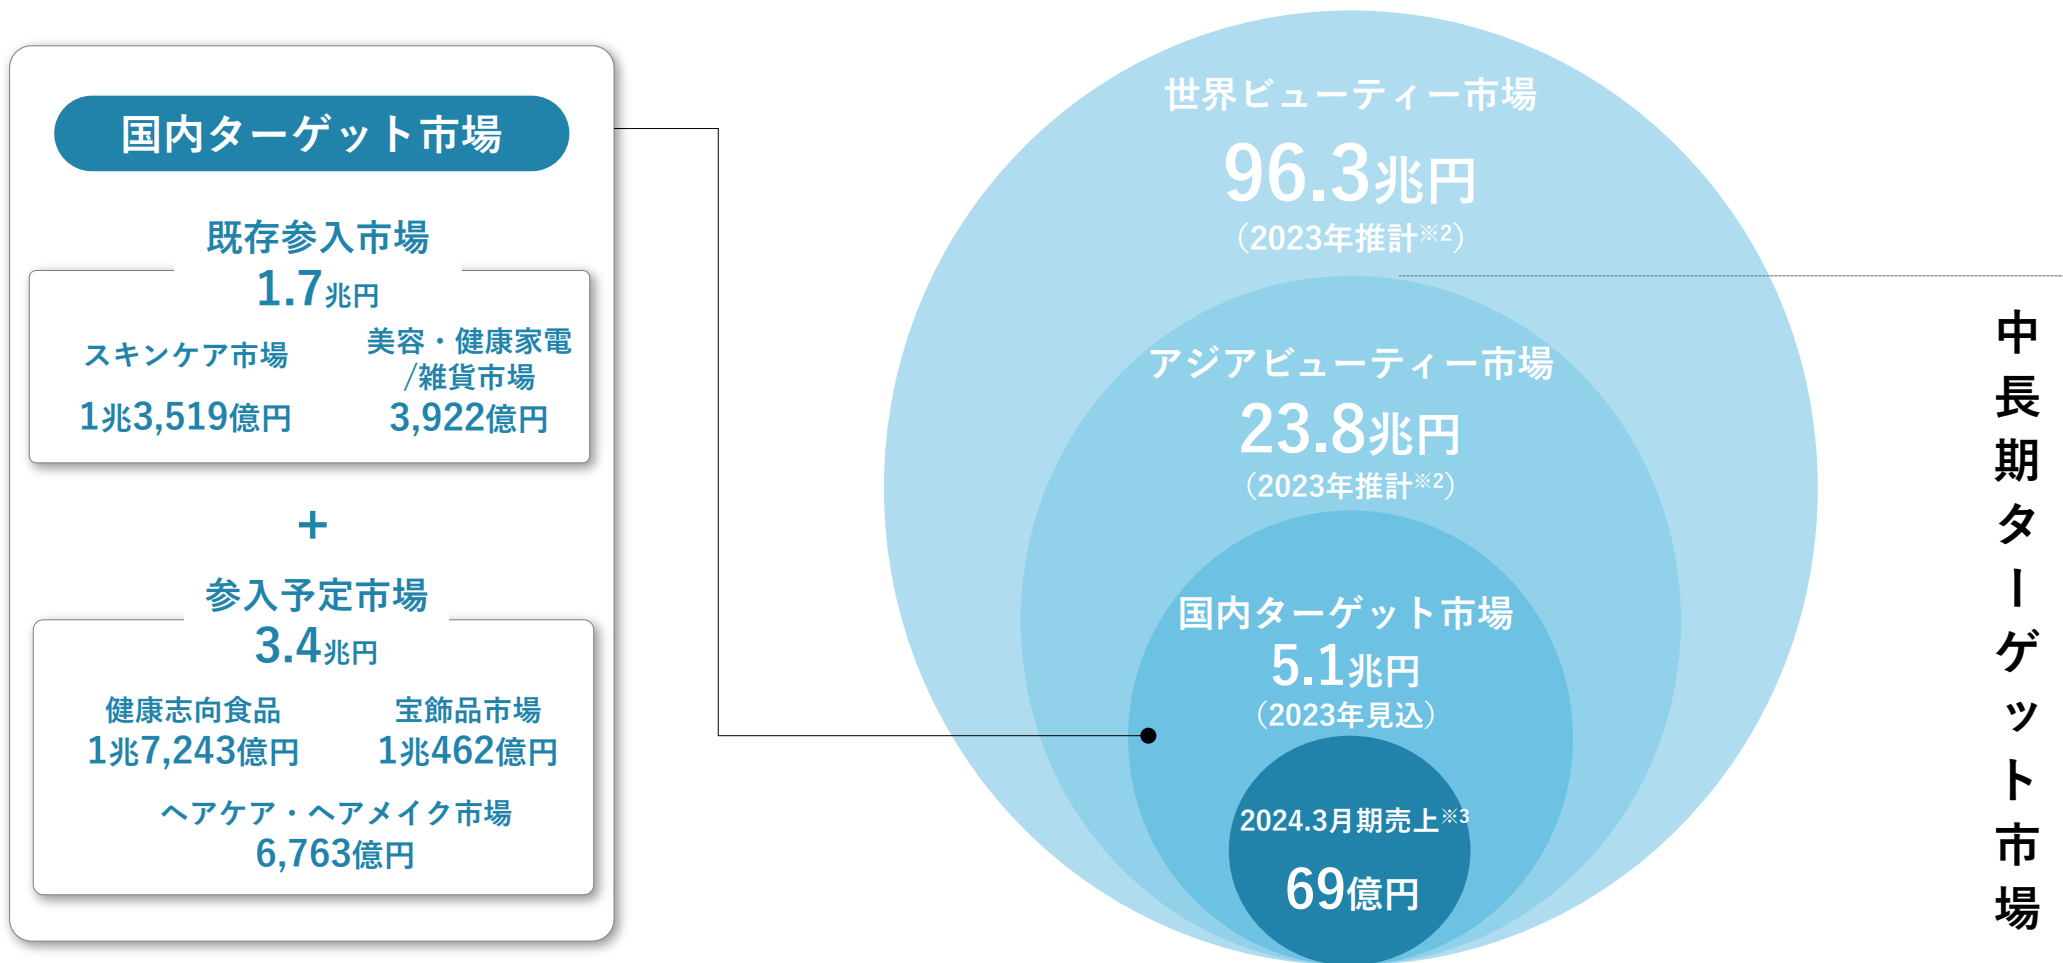 国内ターゲット市場
既存参入市場
1.7兆円
スキンケア市場
1兆3,519億円
美容・健康家電
/雑貨市場
3,922億円
+
参入予定市場
3.4兆円
健康志向食品
1兆7,243億円
宝飾品市場
1兆462億円
ヘアケア・ヘアメイク市場
6,763億円
世界ビューティー市場
96.3兆円
（2023年推計※2）
アジアビューティー市場
23.8兆円
（2023年推計※2）
国内ターゲット市場
5.1兆円
（2023年見込）
2024.3月期売上※3
69億円
中長期ターゲット市場